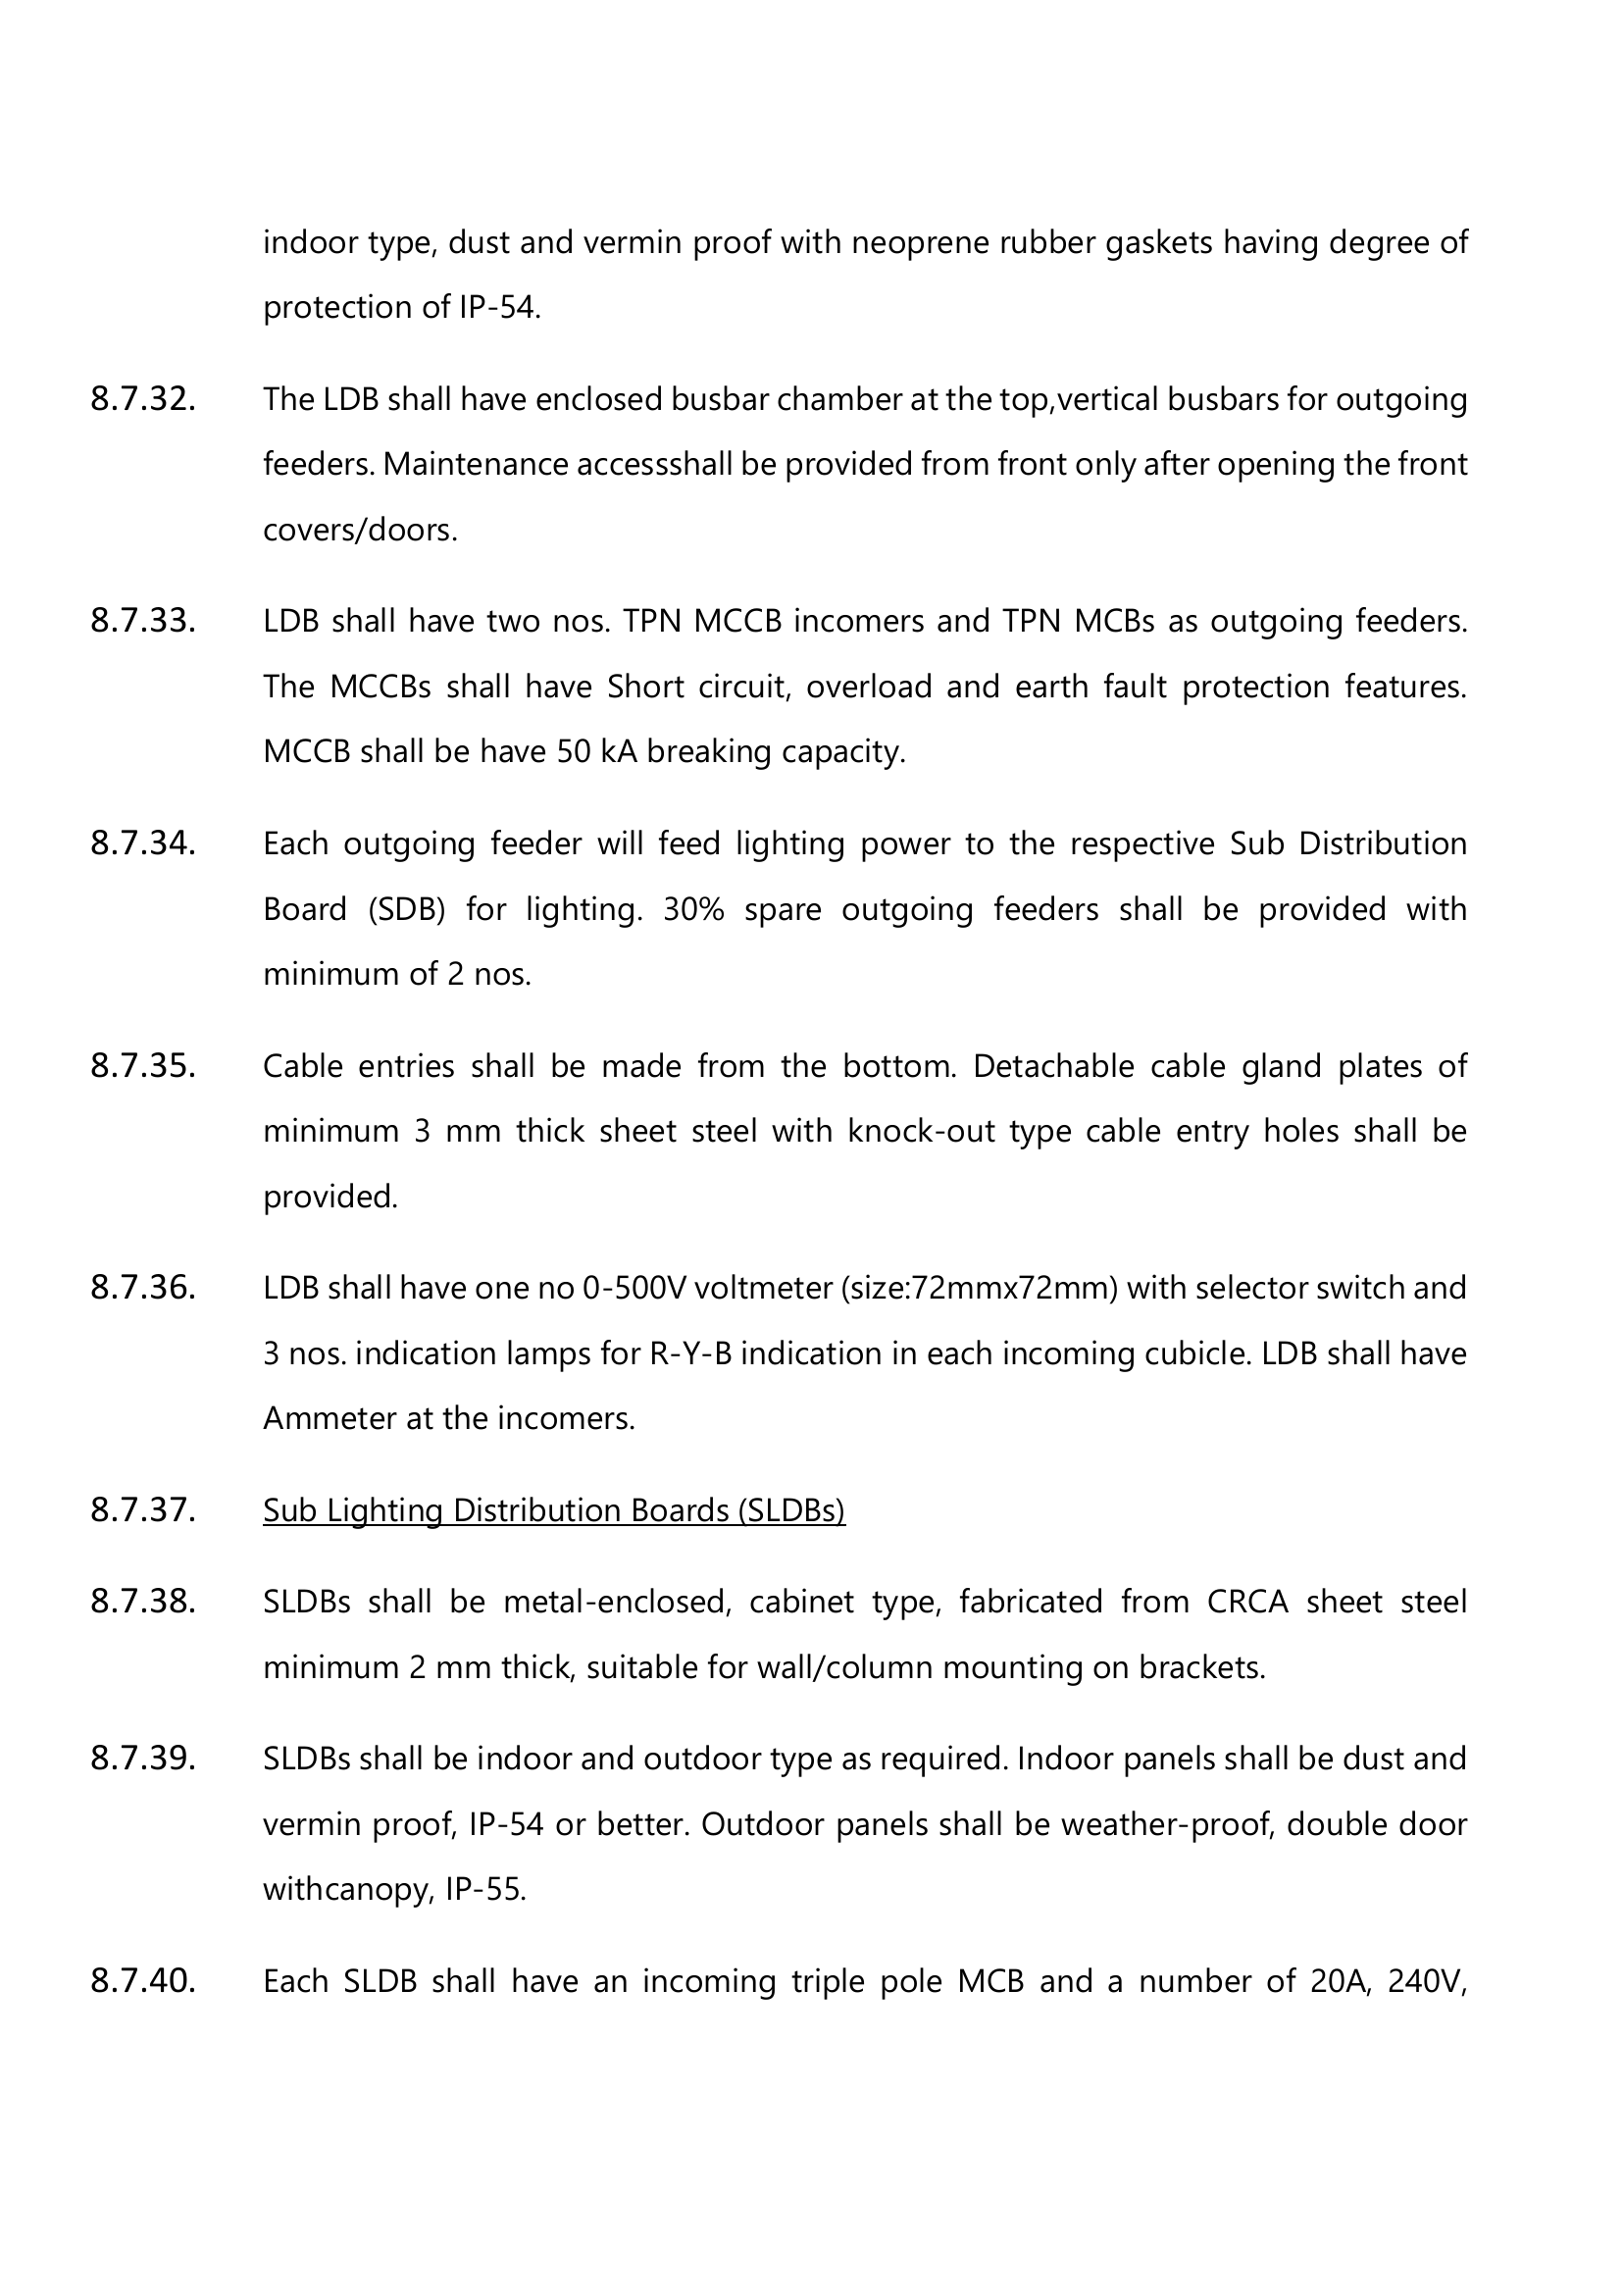 indoor type, dust and vermin proof with neoprene rubber gaskets having degree of
protection of IP-54.
8.7.32. The LDB shall have enclosed busbar chamber at the top,vertical busbars for outgoing
feeders. Maintenance accessshall be provided from front only after opening the front
covers/doors.
8.7.33. LDB shall have two nos. TPN MCCB incomers and TPN MCBs as outgoing feeders.
The MCCBs shall have Short circuit, overload and earth fault protection features.
MCCB shall be have 50 kA breaking capacity.
8.7.34. Each outgoing feeder will feed lighting power to the respective Sub Distribution
Board (SDB) for lighting. 30% spare outgoing feeders shall be provided with
minimum of 2 nos.
8.7.35. Cable entries shall be made from the bottom. Detachable cable gland plates of
minimum 3 mm thick sheet steel with knock-out type cable entry holes shall be
provided.
8.7.36. LDB shall have one no 0-500V voltmeter (size:72mmx72mm) with selector switch and
3 nos. indication lamps for R-Y-B indication in each incoming cubicle. LDB shall have
Ammeter at the incomers.
8.7.37. Sub Lighting Distribution Boards (SLDBs)
8.7.38. SLDBs shall be metal-enclosed, cabinet type, fabricated from CRCA sheet steel
minimum 2 mm thick, suitable for wall/column mounting on brackets.
8.7.39. SLDBs shall be indoor and outdoor type as required. Indoor panels shall be dust and
vermin proof, IP-54 or better. Outdoor panels shall be weather-proof, double door
withcanopy, IP-55.
8.7.40. Each SLDB shall have an incoming triple pole MCB and a number of 20A, 240V,